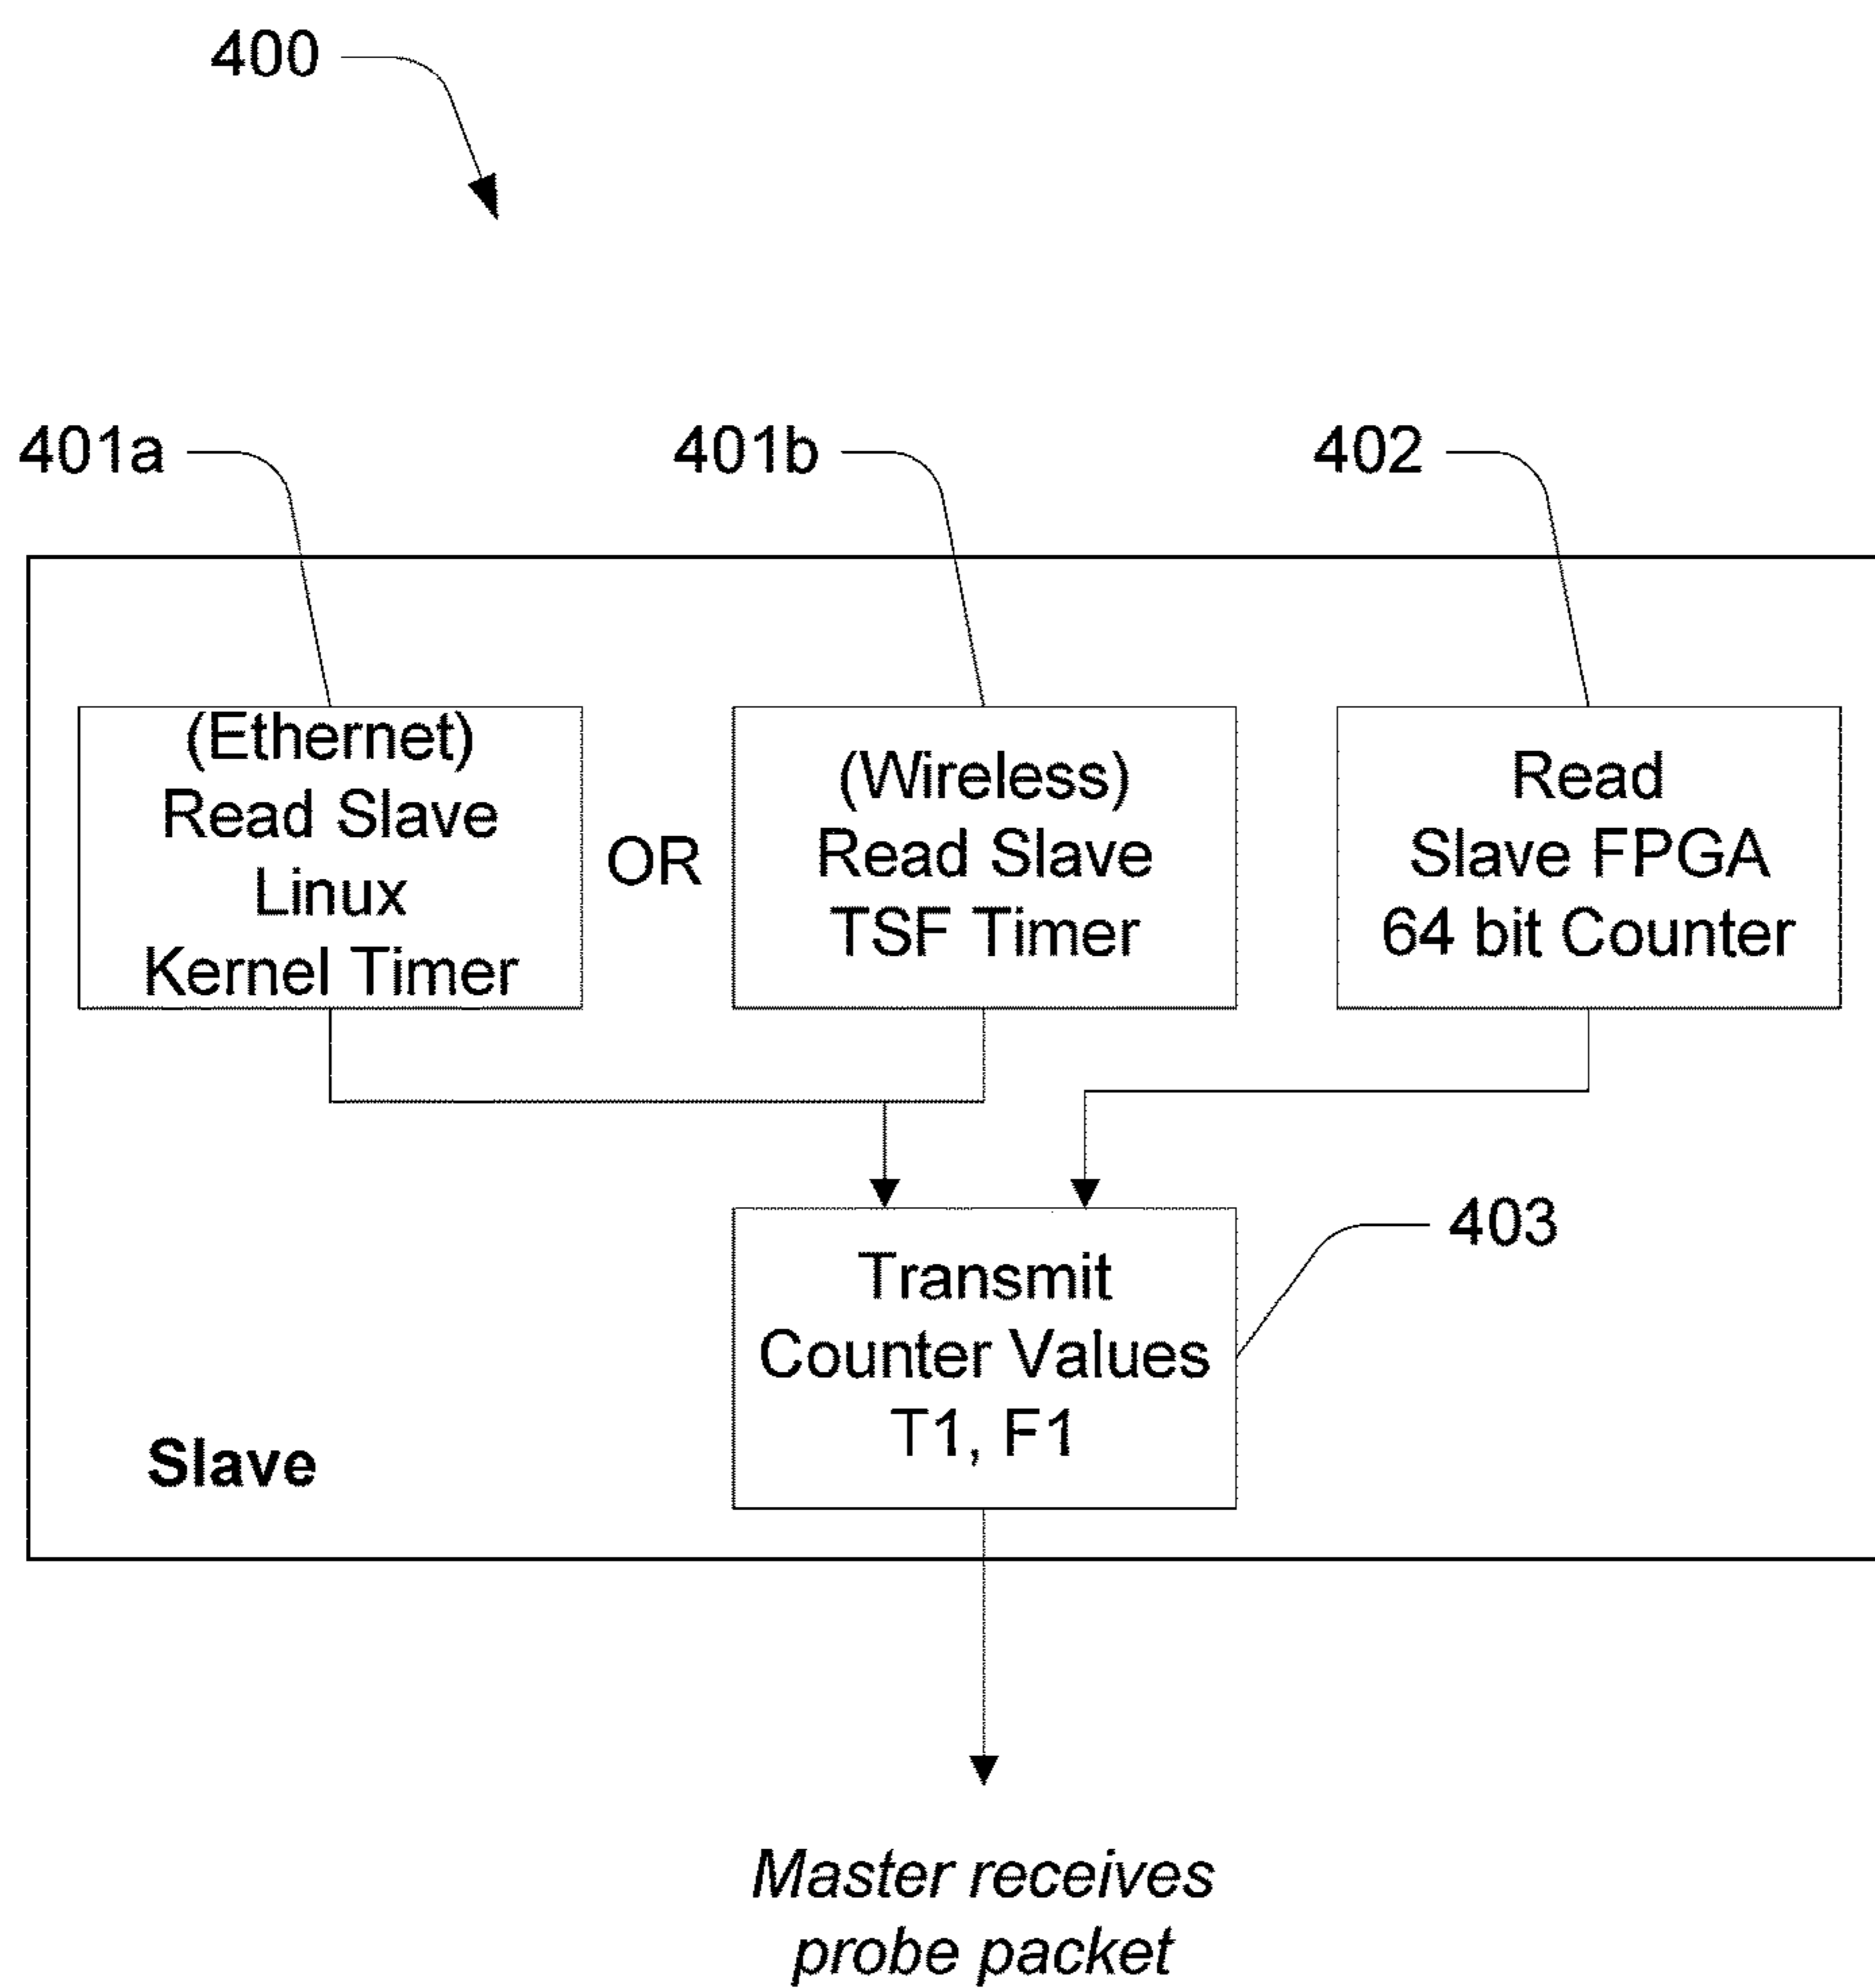 400
401a
401b
402
(Ethernet)
Read Slave
Linux
Kernel Timer
OR
(Wireless)
Read Slave
TSF Timer
Read
Slave FPGA
64 bit Counter
Transmit
Counter Values
T1, F1
403
Slave
Master receives
probe packet